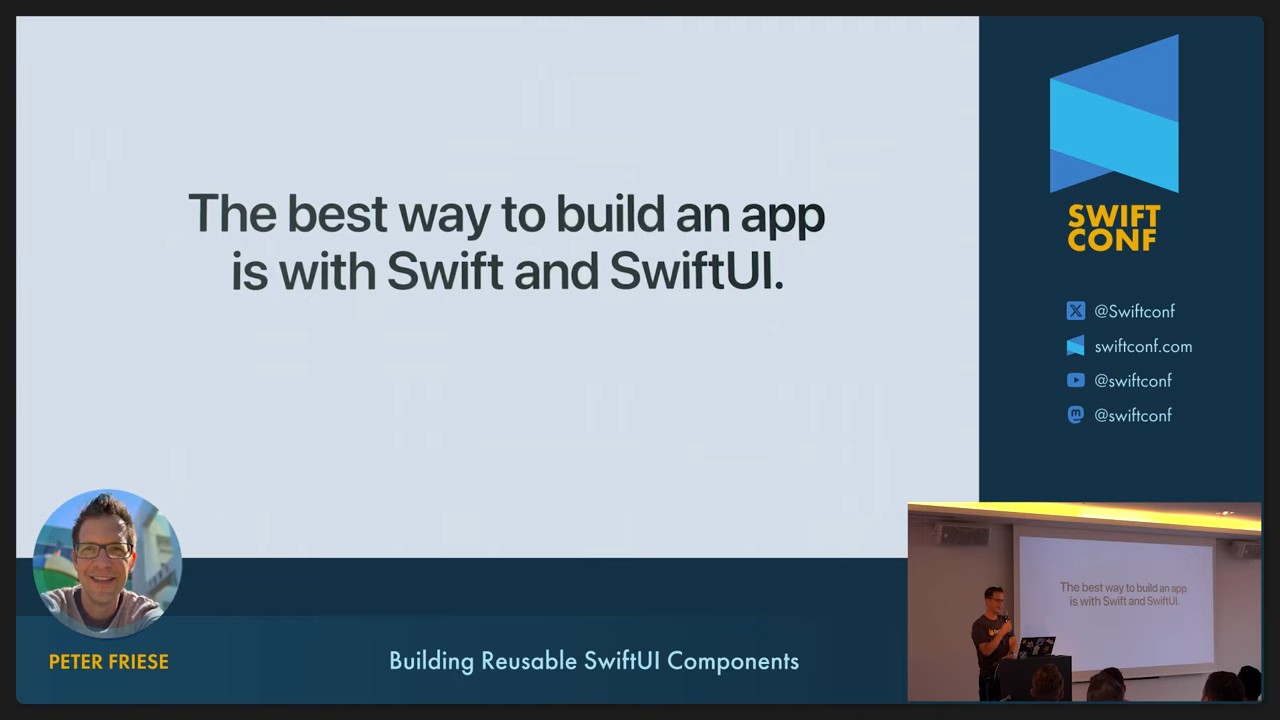 The best way to build an app
is with Swift and SwiftUI.
SWIFT
CONF
@Swiftconf
swiftconf.com
@swiftconf
@swiftconf
The best way to build an app
is with Swift and SwiftUI.
PETER FRIESE
Building Reusable SwiftUI Components